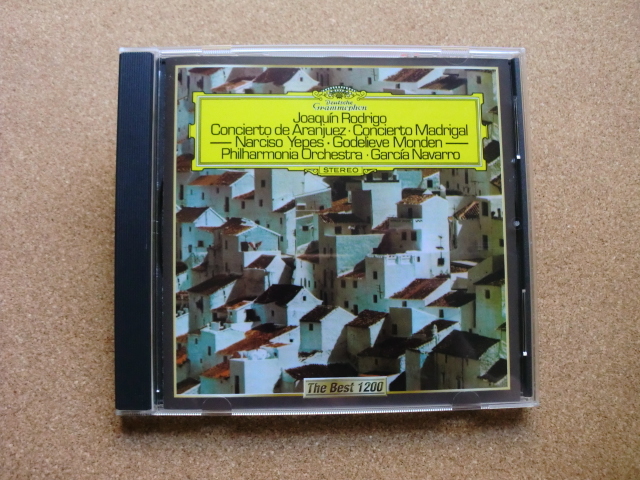 Deutsche
Grammophon
Joaquín Rodrigo
Concierto de Aranjuez · Concierto Madrigal
Narciso Yepes · Godelieve Monden
Philharmonia Orchestra · García Navarro
STEREO
The Best 1200